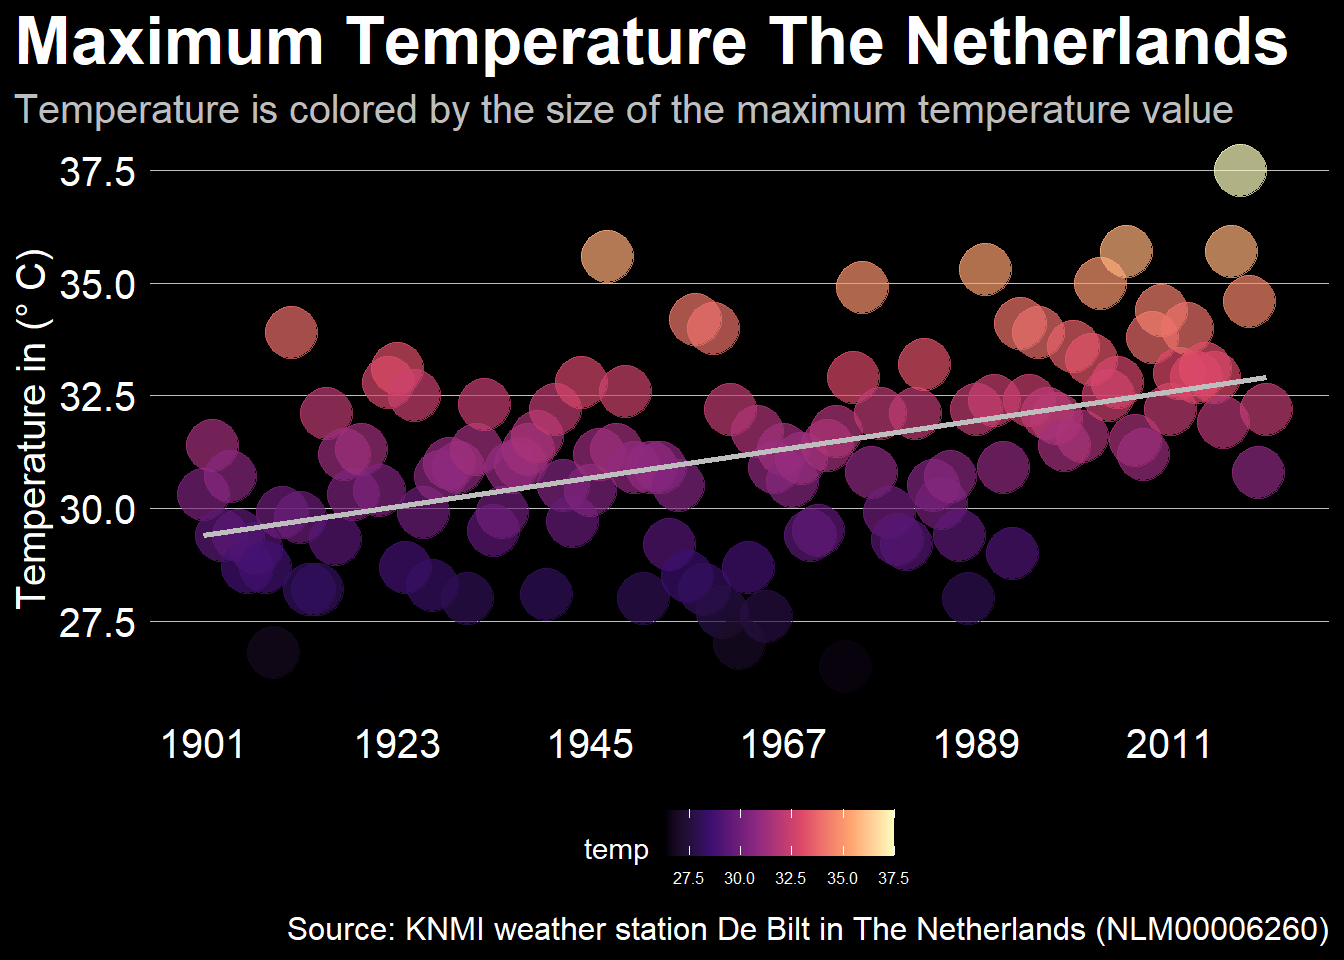 Maximum Temperature The Netherlands
Temperature is colored by the size of the maximum temperature value
Temperature in (° C)
37.5
35.0
32.5
30.0
27.5
1901 1923 1945 1967 1989 2011
temp
27.5 30.0 32.5 35.0 37.5
Source: KNMI weather station De Bilt in The Netherlands (NLM00006260)